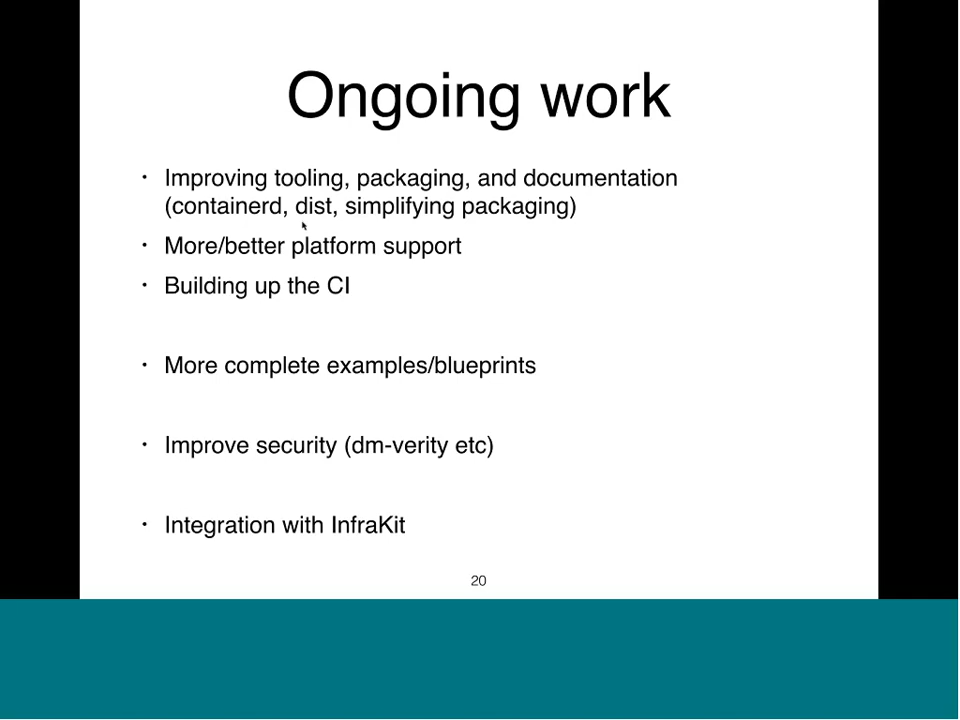 Ongoing work
• Improving tooling, packaging, and documentation
(containerd, dist, simplifying packaging)
• More/better platform support
• Building up the CI
• More complete examples/blueprints
• Improve security (dm-verity etc)
• Integration with InfraKit
20